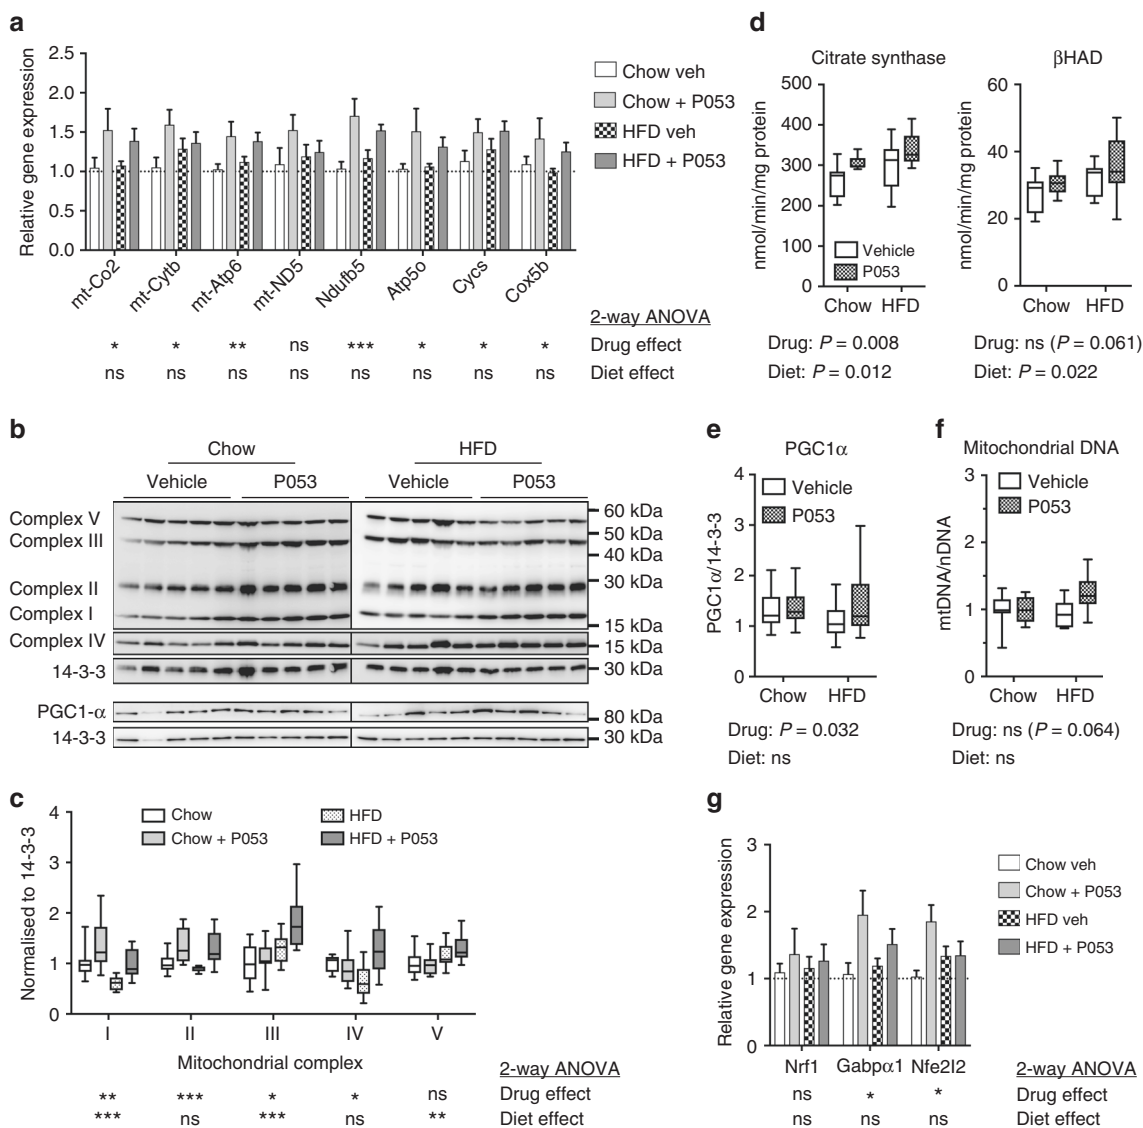 a
Relative gene expression
2.5
2.0
1.5
1.0
0.5
0.0
mt-Co2
mt-Cytb
mt-Atp6
mt-ND5
Ndufb5
Atp5o
Cycs
Cox5b
Chow veh
Chow + P053
HFD veh
HFD + P053
2-way ANOVA
* * ** ns *** * * * Drug effect
ns ns ns ns ns ns ns ns Diet effect
d
Citrate synthase
nmol/min/mg protein
500
400
300
200
100
0
Vehicle
P053
Chow HFD
Drug: P = 0.008
Diet: P = 0.012
βHAD
nmol/min/mg protein
60
40
20
0
Chow HFD
Drug: ns (P = 0.061)
Diet: P = 0.022
b
Chow HFD
Vehicle P053 Vehicle P053
Complex V
Complex III
Complex II
Complex I
Complex IV
14-3-3
PGC1-α
14-3-3
60 kDa
50 kDa
40 kDa
30 kDa
15 kDa
15 kDa
30 kDa
80 kDa
30 kDa
e
PGC1α
PGC1α/14-3-3
4
3
2
1
0
Vehicle
P053
Chow HFD
Drug: P = 0.032
Diet: ns
f
Mitochondrial DNA
mtDNA/nDNA
3
2
1
0
Vehicle
P053
Chow HFD
Drug: ns (P = 0.064)
Diet: ns
c
Normalised to 14-3-3
4
3
2
1
0
Chow
Chow + P053
HFD
HFD + P053
I II III IV V
Mitochondrial complex
2-way ANOVA
** *** * * ns Drug effect
*** ns *** ns ** Diet effect
g
Relative gene expression
3
2
1
0
Chow veh
Chow + P053
HFD veh
HFD + P053
Nrf1 Gabpα1 Nfe2l2
2-way ANOVA
ns * * Drug effect
ns ns ns Diet effect